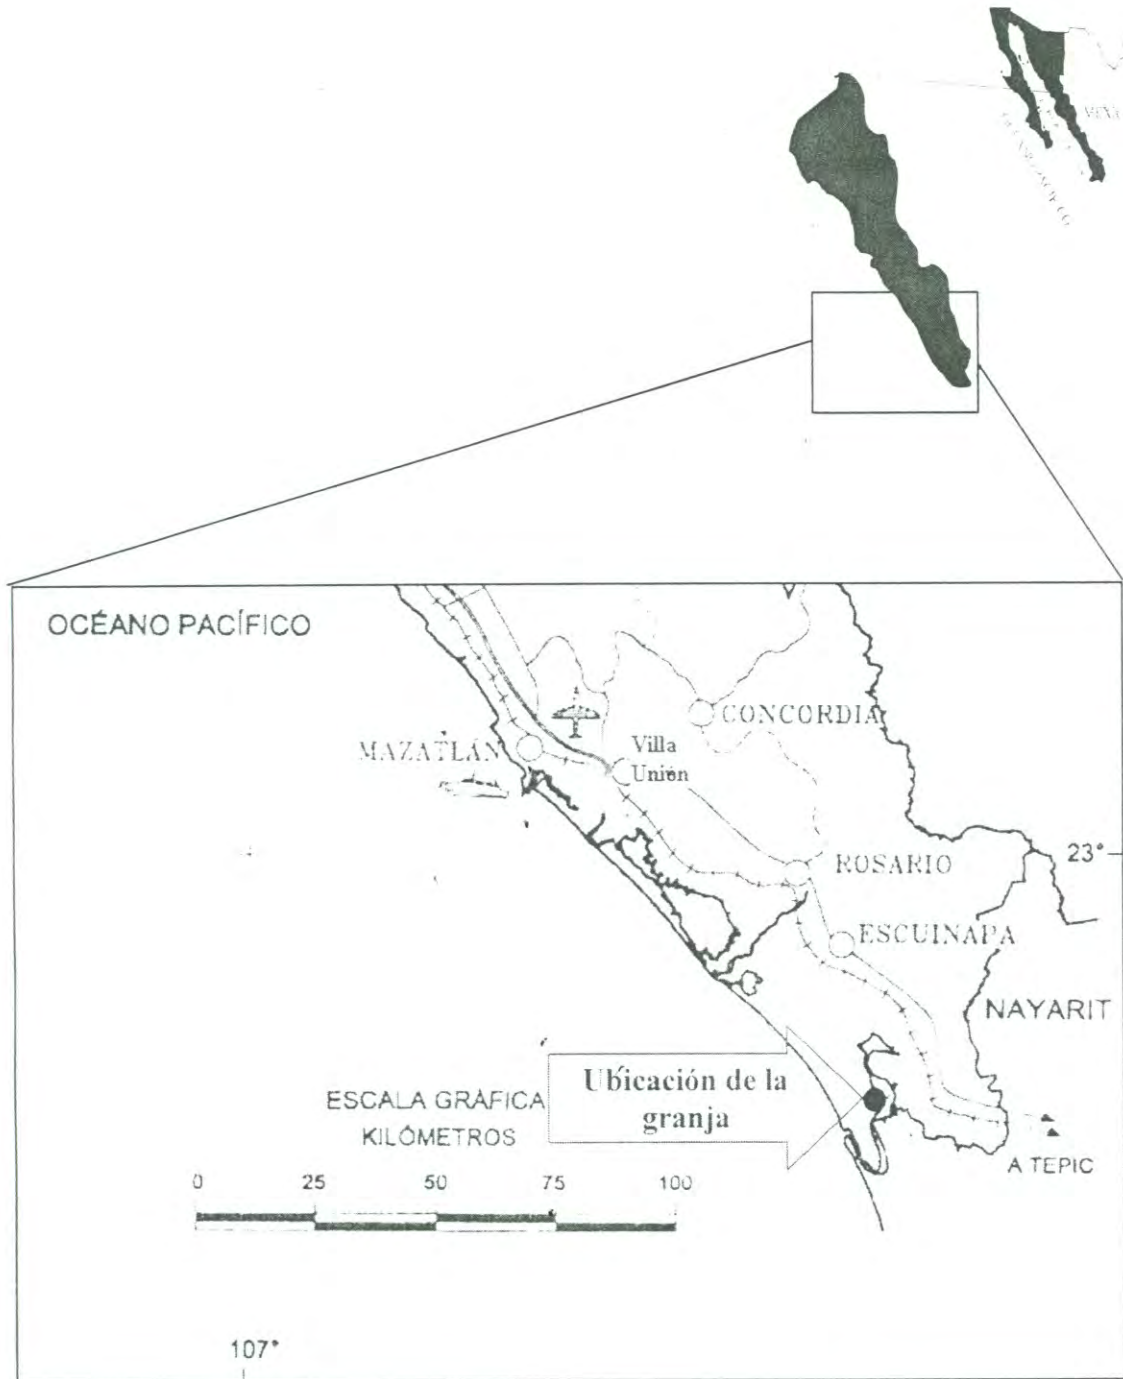 OCÉANO PACÍFICO
CONCORDIA
MAZATLÁN
Villa
Unión
23°
ROSARIO
ESCUINAPA
NAYARIT
Ubicación de la
granja
ESCALA GRÁFICA
KILÓMETROS
A TEPIC
0 25 50 75 100
107°